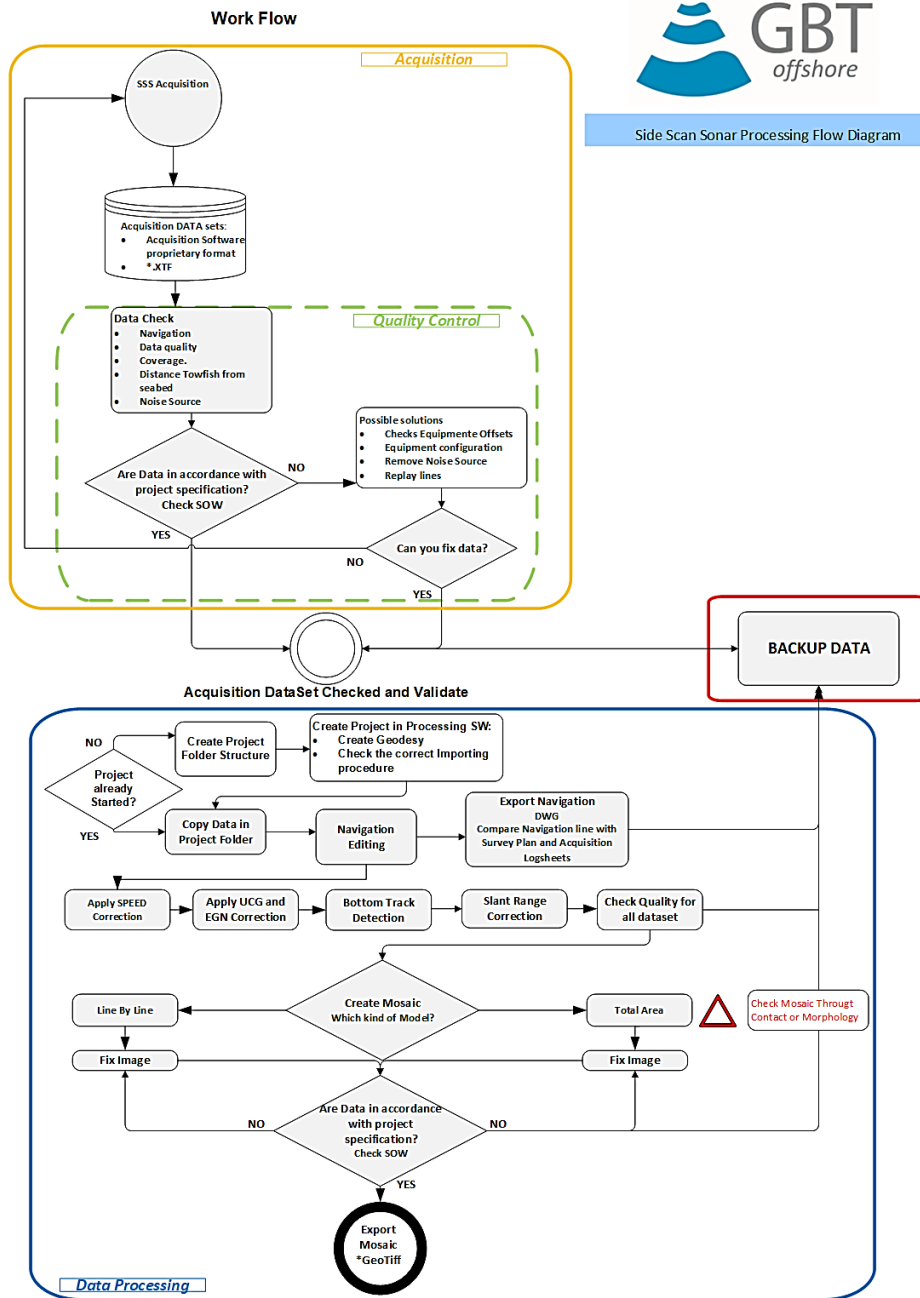 Work Flow
GBT
offshore
Side Scan Sonar Processing Flow Diagram
Acquisition
SSS Acquisition
Acquisition DATA sets:
• Acquisition Software
proprietary format
• *.XTF
Quality Control
Data Check
• Navigation
• Data quality
• Coverage.
• Distance Towfish from
seabed
• Noise Source
Possible solutions
• Checks Equipmente Offsets
• Equipment configuration
• Remove Noise Source
• Replay lines
Are Data in accordance with
project specification?
Check SOW
NO
YES
Can you fix data?
NO
YES
BACKUP DATA
Acquisition DataSet Checked and Validate
NO
Project
already
Started?
YES
Create Project
Folder Structure
Create Project in Processing SW:
• Create Geodesy
• Check the correct Importing
procedure
Copy Data in
Project Folder
Navigation
Editing
Export Navigation
DWG
Compare Navigation line with
Survey Plan and Acquisition
Logsheets
Apply SPEED
Correction
Apply UCG and
EGN Correction
Bottom Track
Detection
Slant Range
Correction
Check Quality for
all dataset
Create Mosaic
Which kind of Model?
Line By Line
Total Area
Check Mosaic Througt
Contact or Morphology
Fix Image
Fix Image
Are Data in accordance
with project
specification?
Check SOW
NO
NO
YES
Export
Mosaic
*GeoTiff
Data Processing